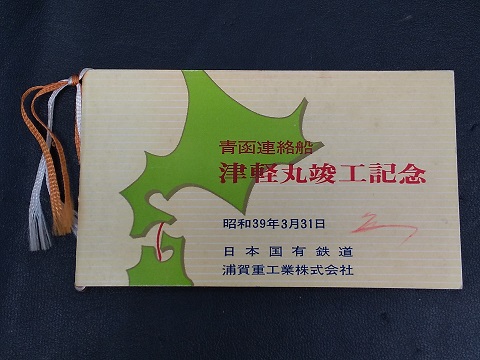 青函連絡船
津軽丸竣工記念
昭和39年3月31日
日本国有鉄道
浦賀重工業株式会社